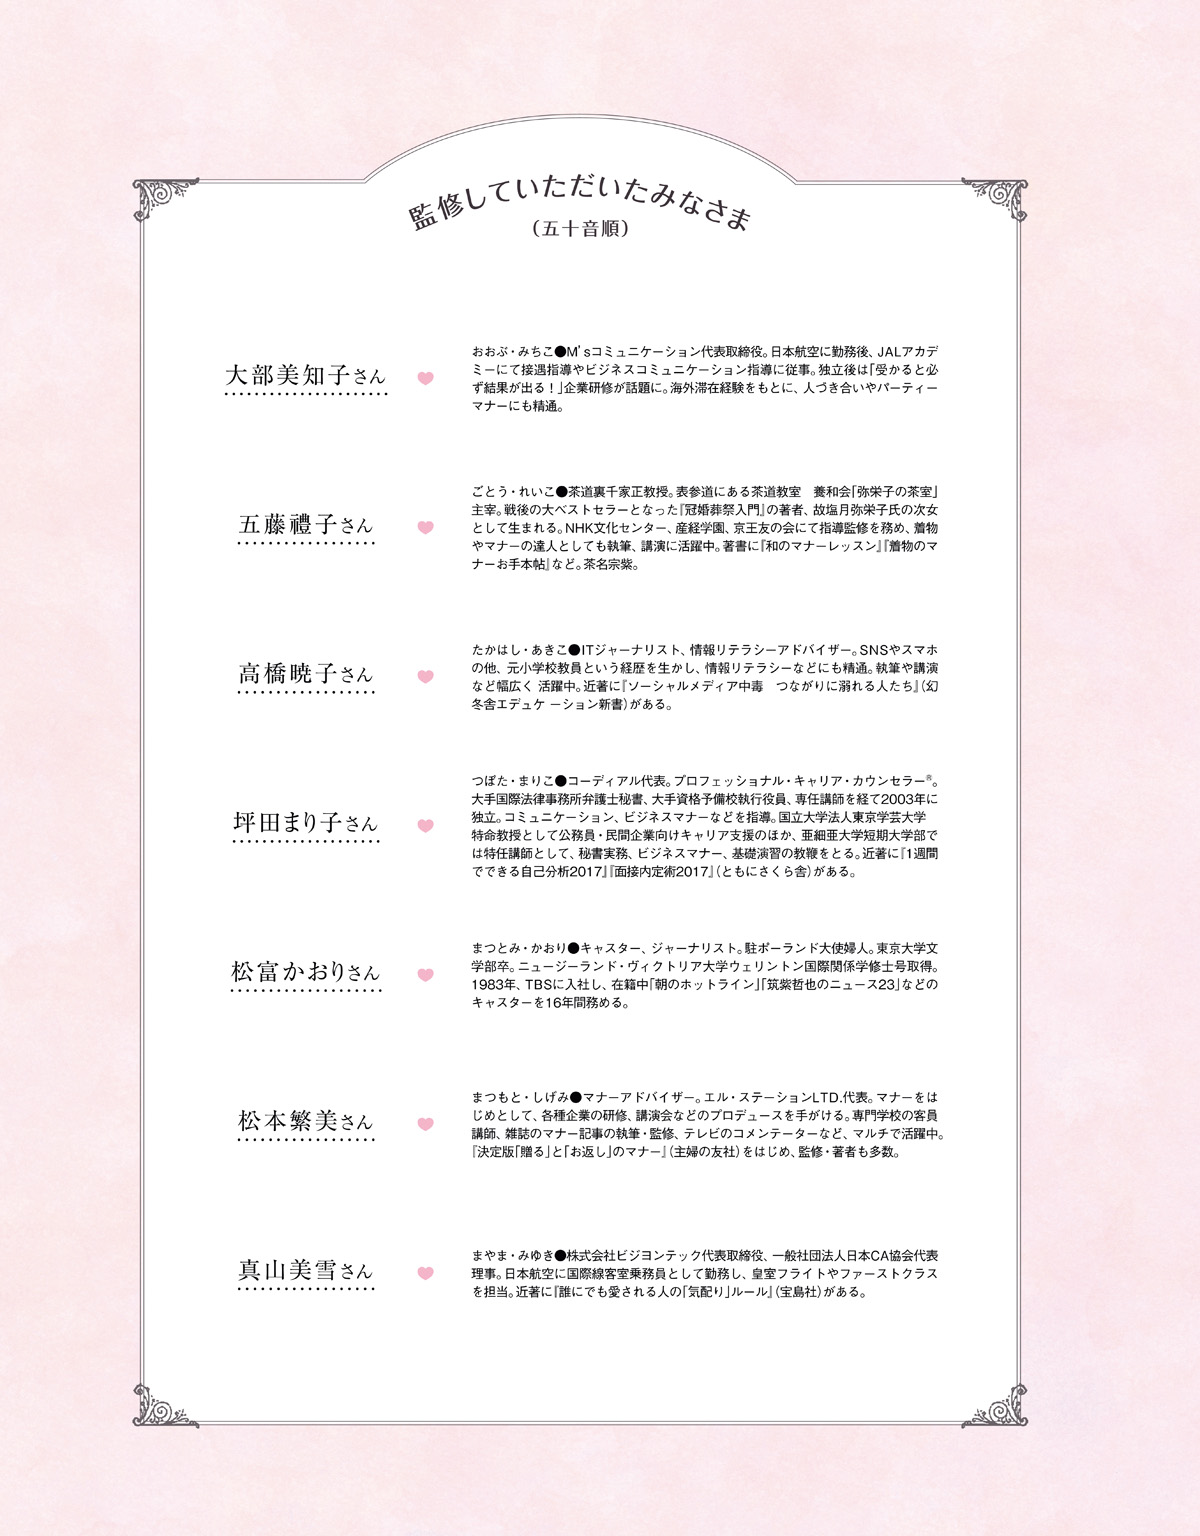 監修していただいたみなさま
（五十音順）
大部美知子さん
おおぶ・みちこ●M'sコミュニケーション代表取締役。日本航空に勤務後、JALアカデ
ミーにて接遇指導やビジネスコミュニケーション指導に従事。独立後は「受かると必
ず結果が出る！」企業研修が話題に。海外滞在経験をもとに、人づき合いやパーティー
マナーにも精通。
五藤禮子さん
ごとう・れいこ●茶道裏千家正教授。表参道にある茶道教室　養和会「弥栄子の茶室」
主宰。戦後の大ベストセラーとなった『冠婚葬祭入門』の著者、故塩月弥栄子氏の次女
として生まれる。NHK文化センター、産経学園、京王友の会にて指導監修を務め、着物
やマナーの達人としても執筆、講演に活躍中。著書に『和のマナーレッスン』『着物のマ
ナーお手本帖』など。茶名宗紫。
高橋暁子さん
たかはし・あきこ●ITジャーナリスト、情報リテラシーアドバイザー。SNSやスマホ
の他、元小学校教員という経歴を生かし、情報リテラシーなどにも精通。執筆や講演
など幅広く 活躍中。近著に『ソーシャルメディア中毒　つながりに溺れる人たち』（幻
冬舎エデュケ ーション新書）がある。
坪田まり子さん
つぼた・まりこ●コーディアル代表。プロフェッショナル・キャリア・カウンセラー®。
大手国際法律事務所弁護士秘書、大手資格予備校執行役員、専任講師を経て2003年に
独立。コミュニケーション、ビジネスマナーなどを指導。国立大学法人東京学芸大学
特命教授として公務員・民間企業向けキャリア支援のほか、亜細亜大学短期大学部で
は特任講師として、秘書実務、ビジネスマナー、基礎演習の教鞭をとる。近著に『1週間
でできる自己分析2017』『面接内定術2017』（ともにさくら舎）がある。
松富かおりさん
まつとみ・かおり●キャスター、ジャーナリスト。駐ポーランド大使婦人。東京大学文
学部卒。ニュージーランド・ヴィクトリア大学ウェリントン国際関係学修士号取得。
1983年、TBSに入社し、在籍中「朝のホットライン」「筑紫哲也のニュース23」などの
キャスターを16年間務める。
松本繁美さん
まつもと・しげみ●マナーアドバイザー。エル・ステーションLTD.代表。マナーをは
じめとして、各種企業の研修、講演会などのプロデュースを手がける。専門学校の客員
講師、雑誌のマナー記事の執筆・監修、テレビのコメンテーターなど、マルチで活躍中。
『決定版「贈る」と「お返し」のマナー』（主婦の友社）をはじめ、監修・著者も多数。
真山美雪さん
まやま・みゆき●株式会社ビジヨンテック代表取締役、一般社団法人日本CA協会代表
理事。日本航空に国際線客室乗務員として勤務し、皇室フライトやファーストクラス
を担当。近著に『誰にでも愛される人の「気配り」ルール』（宝島社）がある。